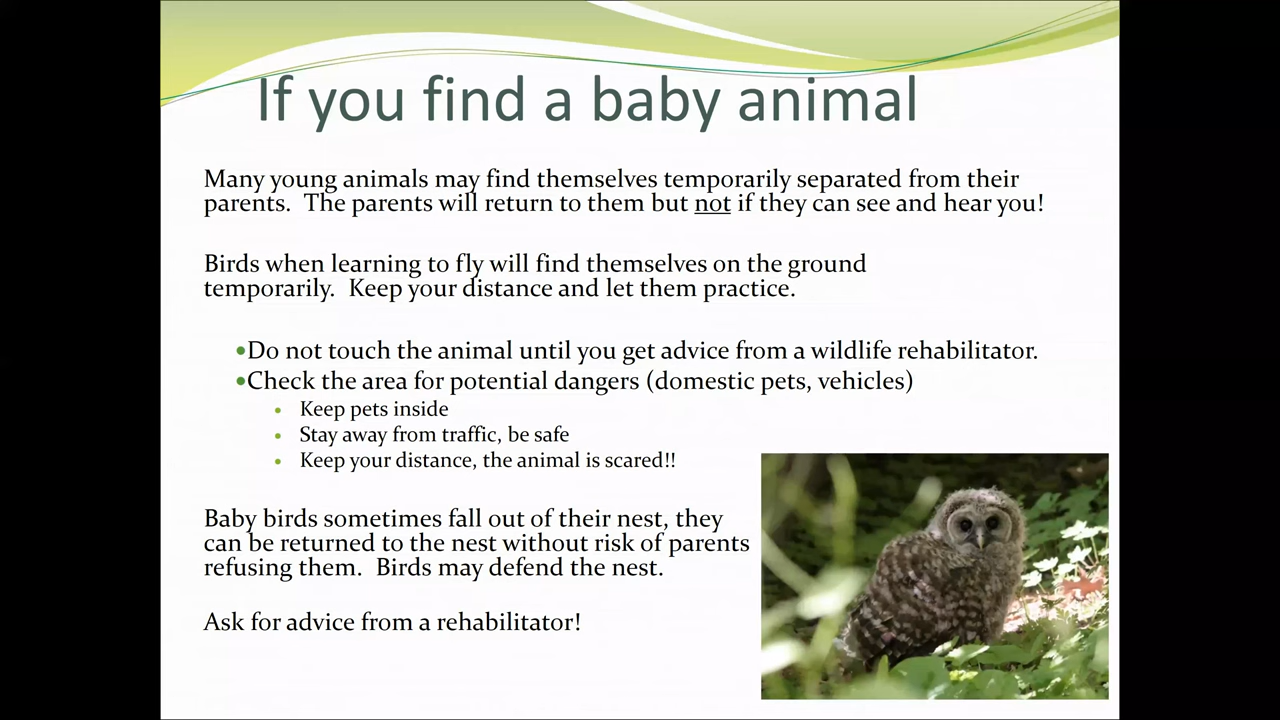 If you find a baby animal
Many young animals may find themselves temporarily separated from their
parents.  The parents will return to them but not if they can see and hear you!
Birds when learning to fly will find themselves on the ground
temporarily.  Keep your distance and let them practice.
•Do not touch the animal until you get advice from a wildlife rehabilitator.
•Check the area for potential dangers (domestic pets, vehicles)
• Keep pets inside
• Stay away from traffic, be safe
• Keep your distance, the animal is scared!!
Baby birds sometimes fall out of their nest, they
can be returned to the nest without risk of parents
refusing them.  Birds may defend the nest.
Ask for advice from a rehabilitator!